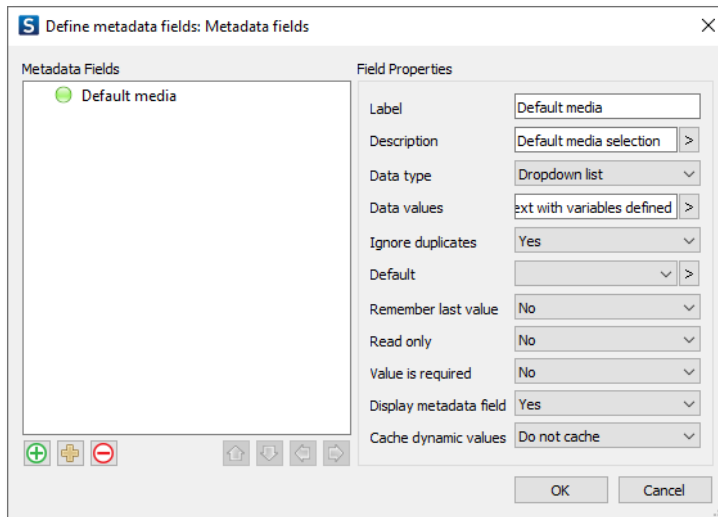 S Define metadata fields: Metadata fields
Metadata Fields
Default media
Field Properties
Label Default media
Description Default media selection >
Data type Dropdown list
Data values ext with variables defined >
Ignore duplicates Yes
Default >
Remember last value No
Read only No
Value is required No
Display metadata field Yes
Cache dynamic values Do not cache
OK Cancel